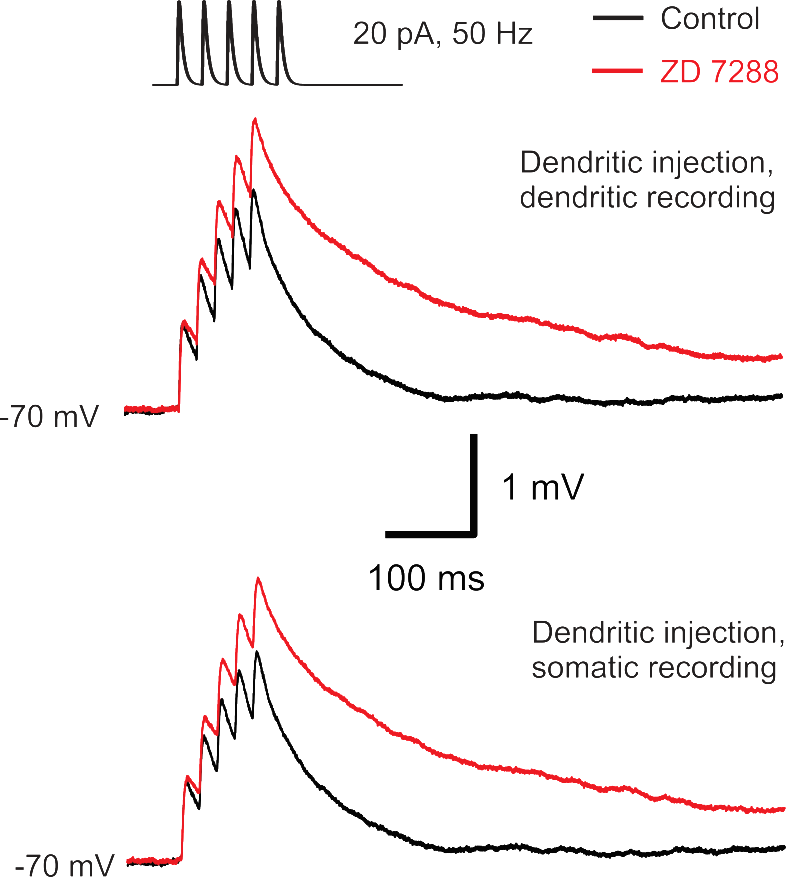 20 pA, 50 Hz
Control
ZD 7288
Dendritic injection,
dendritic recording
-70 mV
1 mV
100 ms
Dendritic injection,
somatic recording
-70 mV